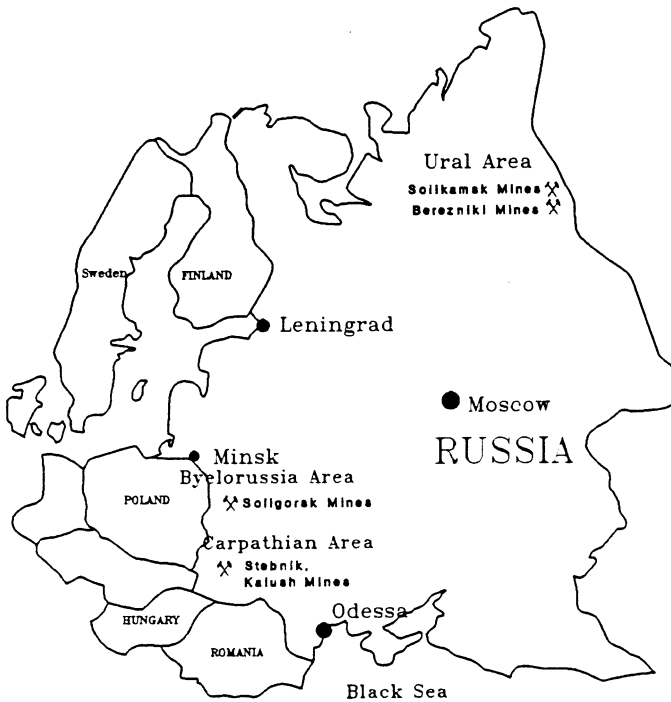 Ural Area
Solikamsk Mines
Berezniki Mines
Sweden
FINLAND
Leningrad
Moscow
RUSSIA
Minsk
Byelorussia Area
POLAND
Soligorsk Mines
Carpathian Area
Stebnik,
Kalush Mines
Odessa
HUNGARY
ROMANIA
Black Sea